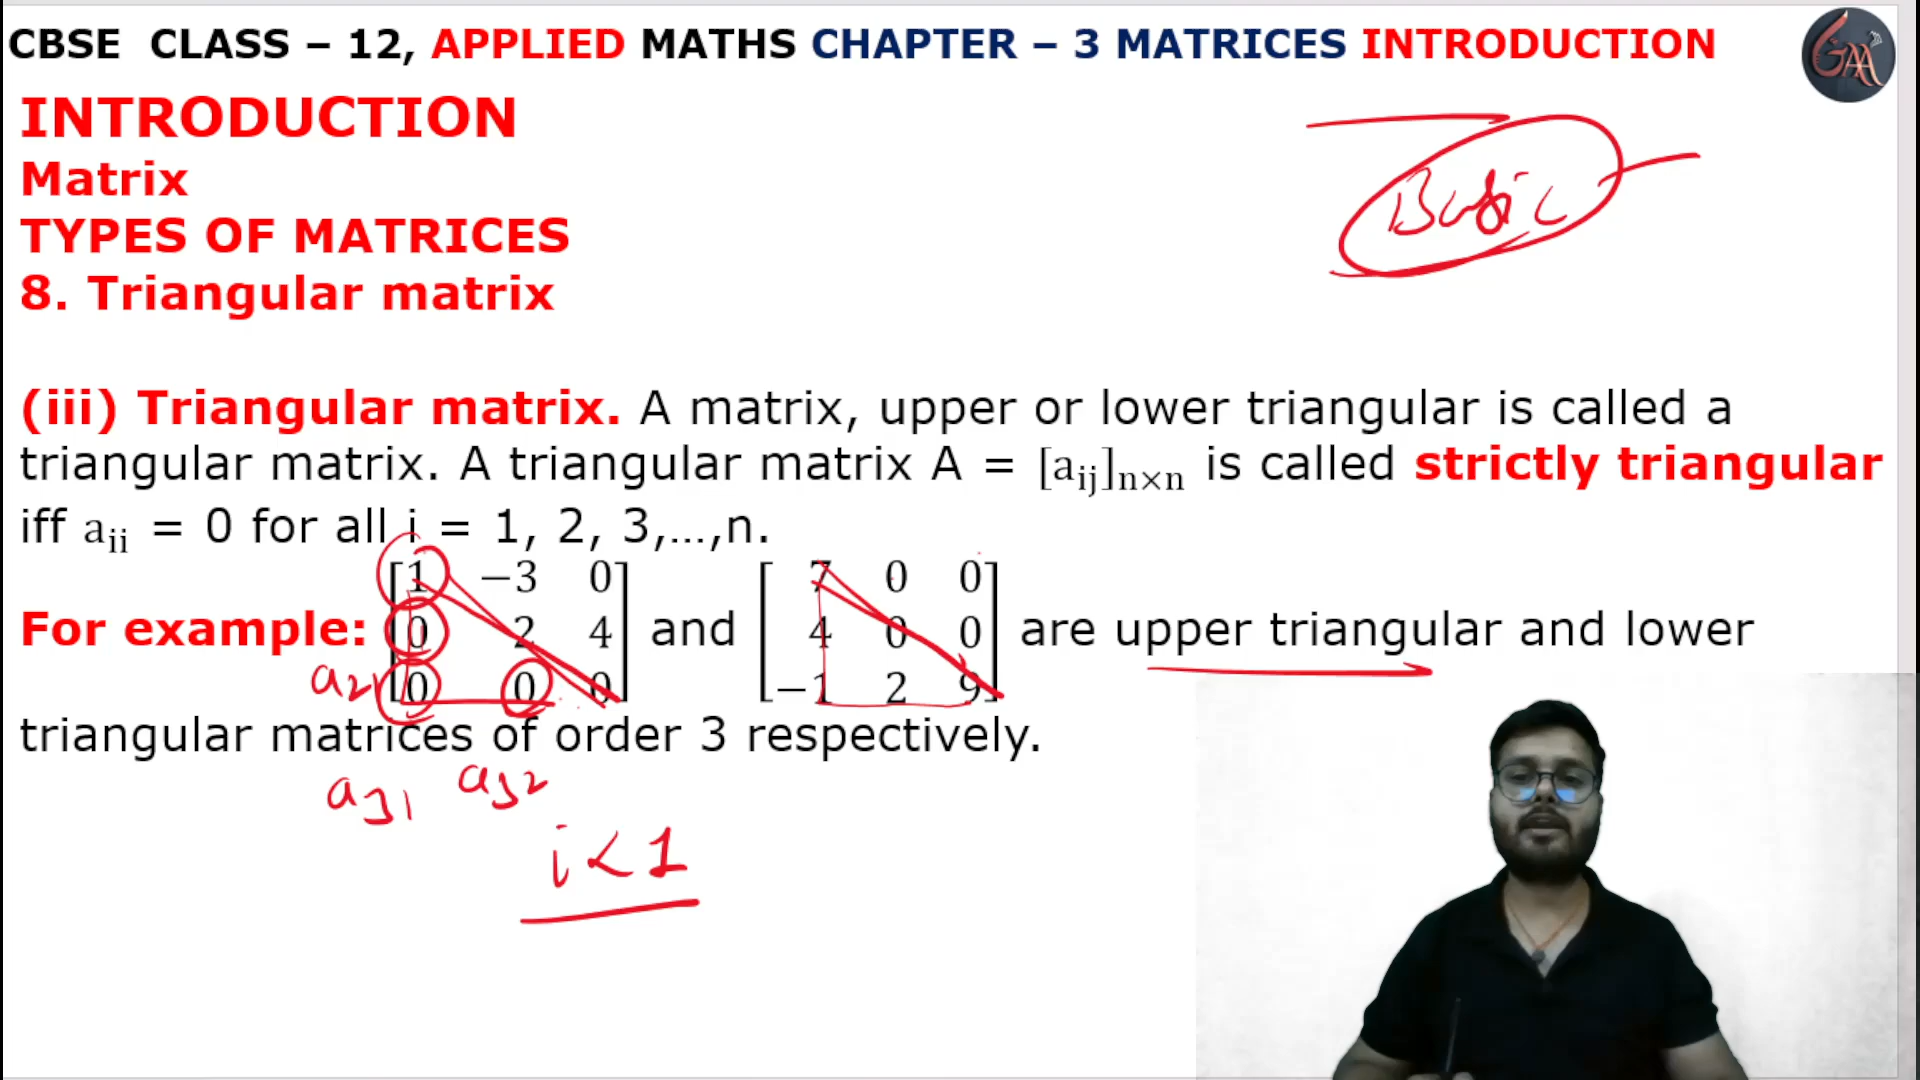 CBSE CLASS – 12, APPLIED MATHS CHAPTER – 3 MATRICES INTRODUCTION
INTRODUCTION
Matrix
TYPES OF MATRICES
8. Triangular matrix
Basic
(iii) Triangular matrix. A matrix, upper or lower triangular is called a
triangular matrix. A triangular matrix A = [aᵢⱼ]ₙ×ₙ is called strictly triangular
iff aᵢᵢ = 0 for all i = 1, 2, 3,...,n.
[1 −3 0] [7 0 0]
For example: [0 2 4] and [4 0 0] are upper triangular and lower
a21 [0 0 0] [−1 2 9]
triangular matrices of order 3 respectively.
a31 a32
i < 1